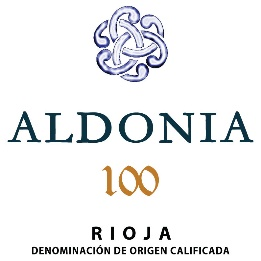 ALDONIA
100
RIOJA
DENOMINACIÓN DE ORIGEN CALIFICADA